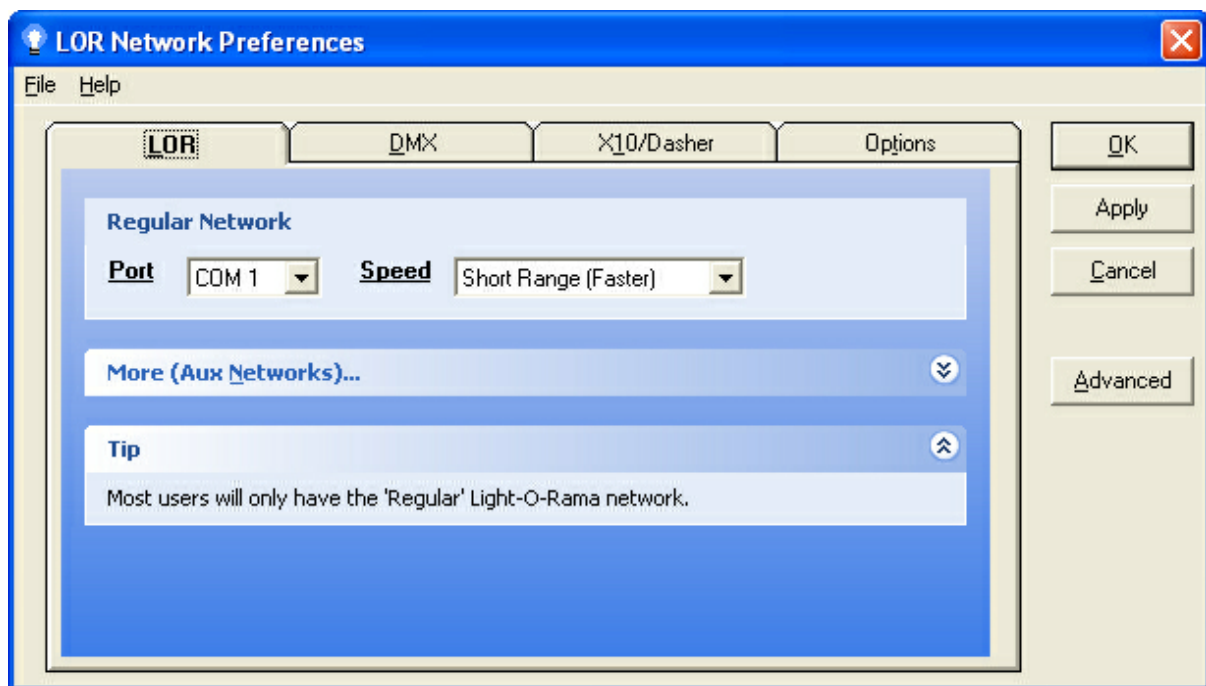 LOR Network Preferences
File Help
LOR DMX X10/Dasher Options
OK
Apply
Cancel
Advanced
Regular Network
Port COM 1 Speed Short Range (Faster)
More (Aux Networks)...
Tip
Most users will only have the 'Regular' Light-O-Rama network.